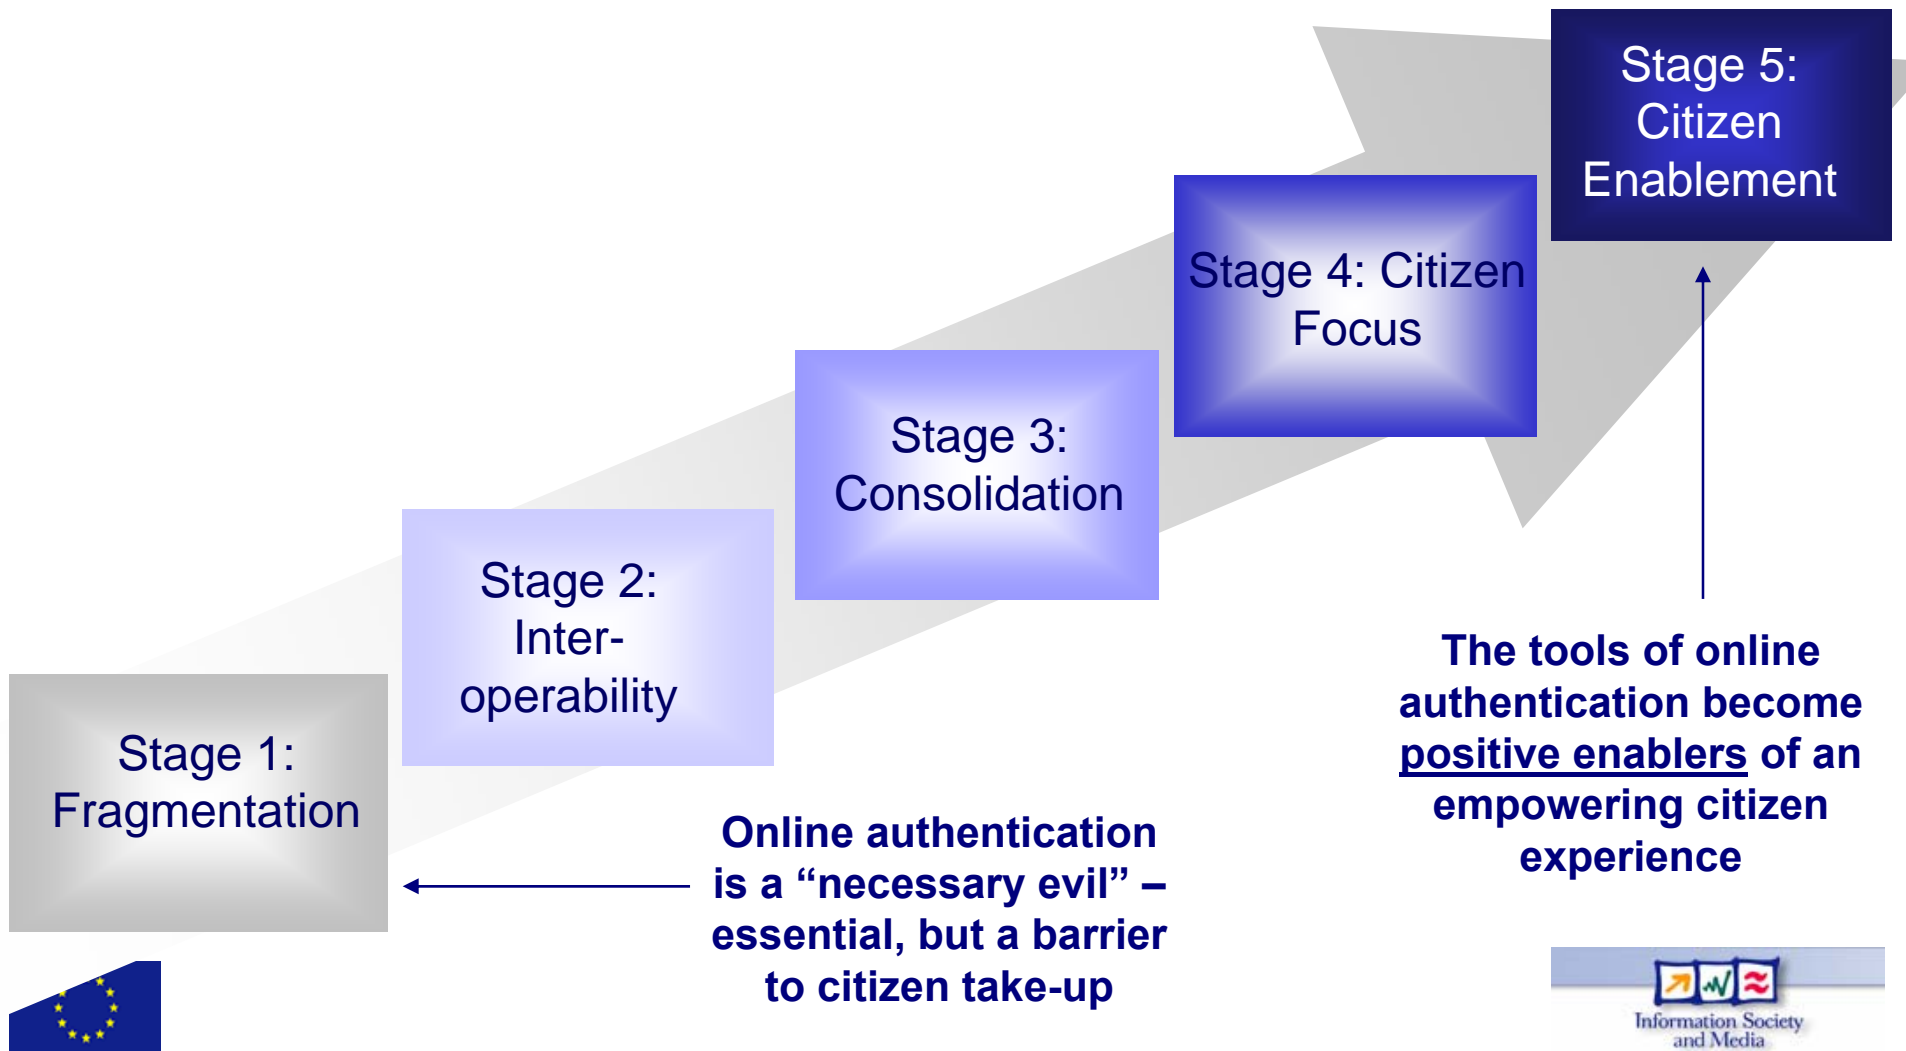 Stage 1:
Fragmentation
Stage 2:
Inter-
operability
Stage 3:
Consolidation
Stage 4: Citizen
Focus
Stage 5:
Citizen
Enablement
Online authentication
is a “necessary evil” –
essential, but a barrier
to citizen take-up
The tools of online
authentication become
positive enablers of an
empowering citizen
experience
Information Society
and Media